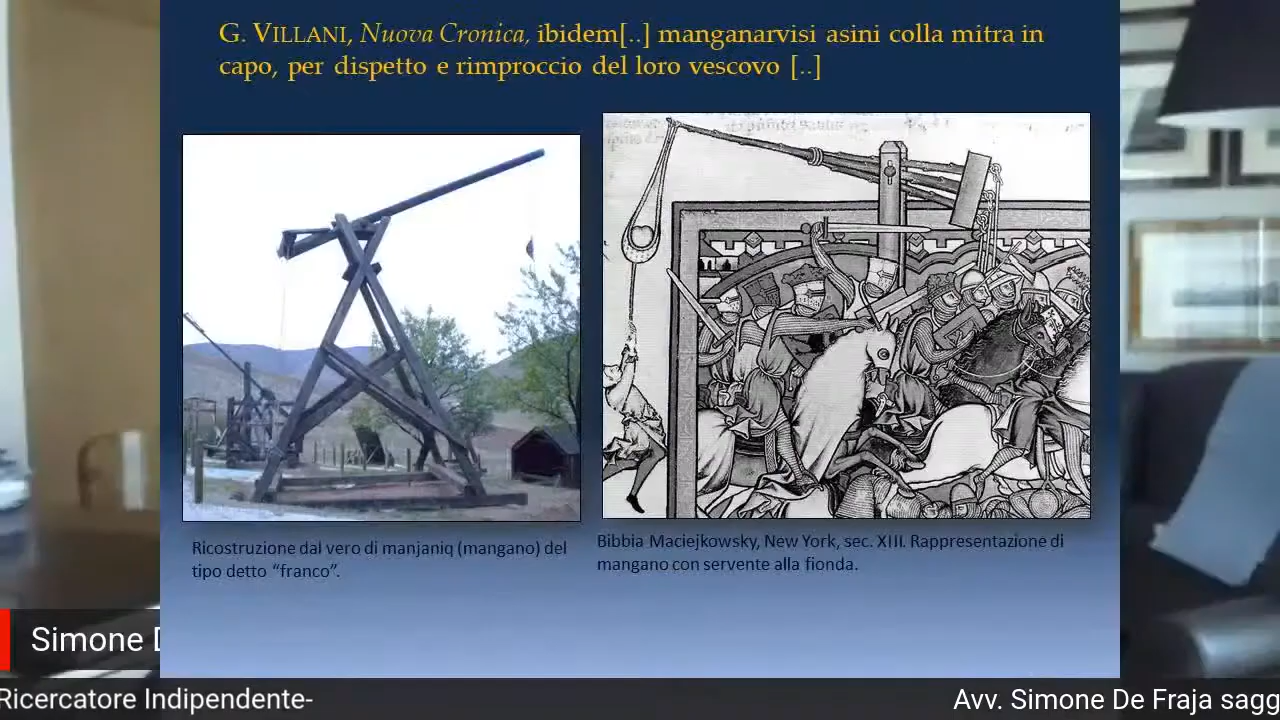 G. VILLANI, Nuova Cronica, ibidem[..] manganarvisi asini colla mitra in
capo, per dispetto e rimproccio del loro vescovo [..]
Ricostruzione dal vero di manjaniq (mangano) del
tipo detto “franco”.
Bibbia Maciejkowsky, New York, sec. XIII. Rappresentazione di
mangano con servente alla fionda.
Simone D
Ricercatore Indipendente-
Avv. Simone De Fraja sagg